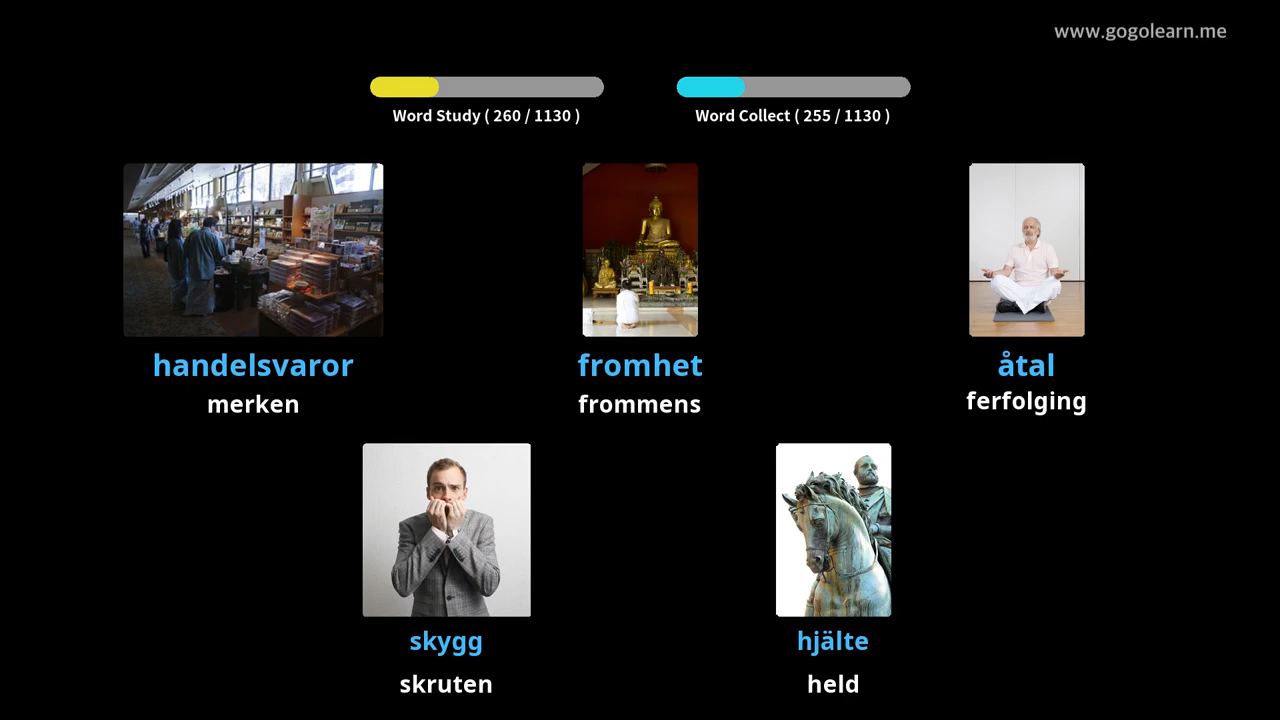 www.gogolearn.me
Word Study ( 260 / 1130 )
Word Collect ( 255 / 1130 )
handelsvaror
merken
fromhet
frommens
åtal
ferfolging
skygg
skruten
hjälte
held